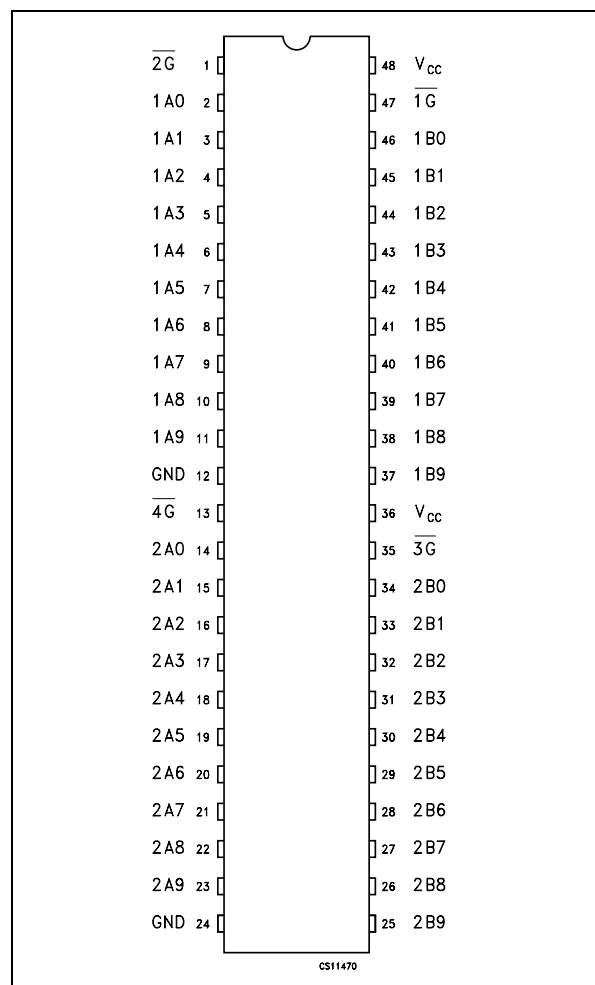 2G 1 48 VCC
1A0 2 47 1G
1A1 3 46 1B0
1A2 4 45 1B1
1A3 5 44 1B2
1A4 6 43 1B3
1A5 7 42 1B4
1A6 8 41 1B5
1A7 9 40 1B6
1A8 10 39 1B7
1A9 11 38 1B8
GND 12 37 1B9
4G 13 36 VCC
2A0 14 35 3G
2A1 15 34 2B0
2A2 16 33 2B1
2A3 17 32 2B2
2A4 18 31 2B3
2A5 19 30 2B4
2A6 20 29 2B5
2A7 21 28 2B6
2A8 22 27 2B7
2A9 23 26 2B8
GND 24 25 2B9
CS11470